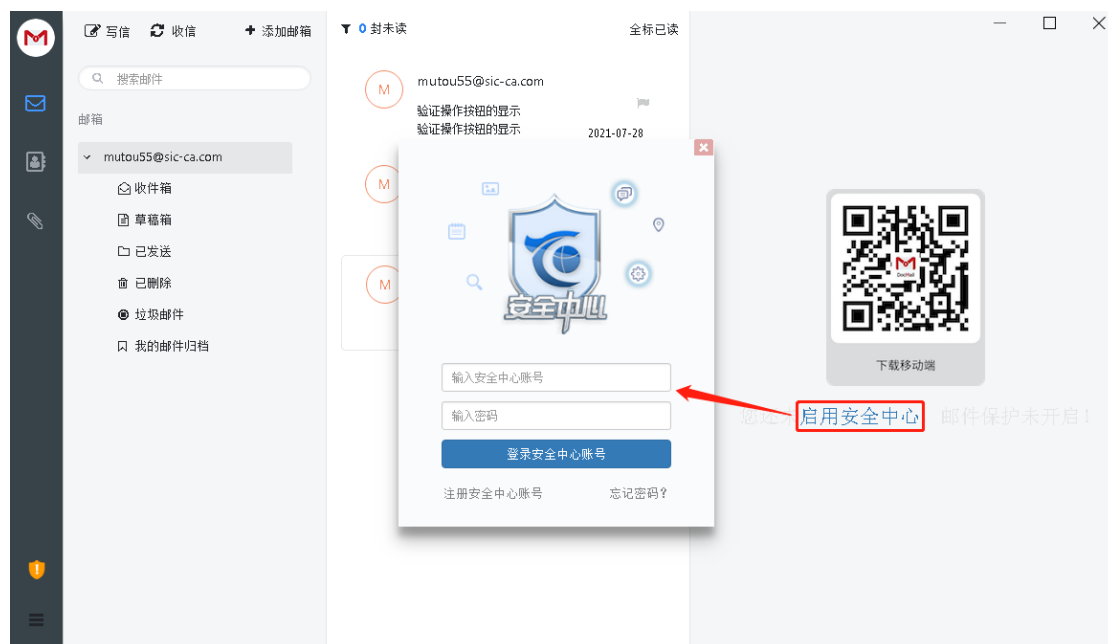 写信 收信 添加邮箱
搜索邮件
邮箱
mutou55@sic-ca.com
收件箱
草稿箱
已发送
已删除
垃圾邮件
我的邮件归档
0 封未读 全标已读
M mutou55@sic-ca.com
验证操作按钮的显示
验证操作按钮的显示 2021-07-28
M
M
安全中心
输入安全中心账号
输入密码
登录安全中心账号
注册安全中心账号 忘记密码?
DocMail
下载移动端
您还未启用安全中心 邮件保护未开启!